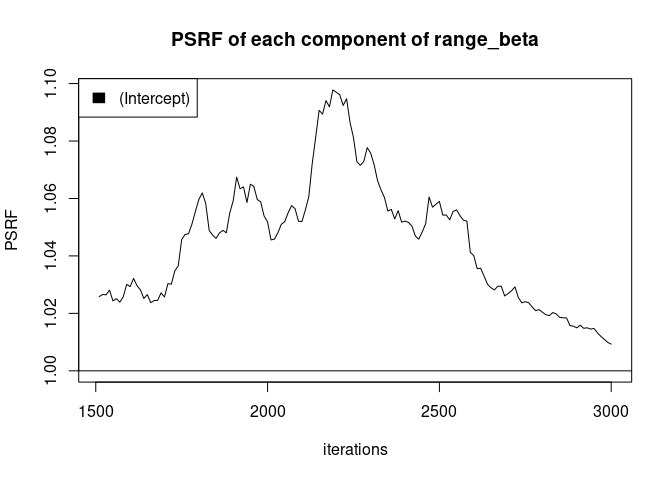 PSRF of each component of range_beta
(Intercept)
PSRF
1.10
1.08
1.06
1.04
1.02
1.00
1500 2000 2500 3000
iterations